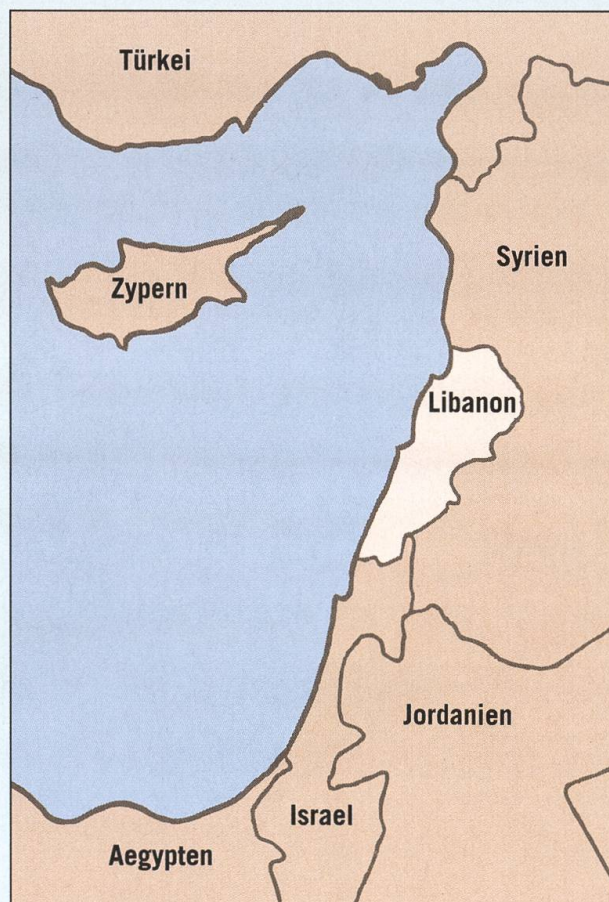 Türkei
Syrien
Zypern
Libanon
Jordanien
Israel
Aegypten